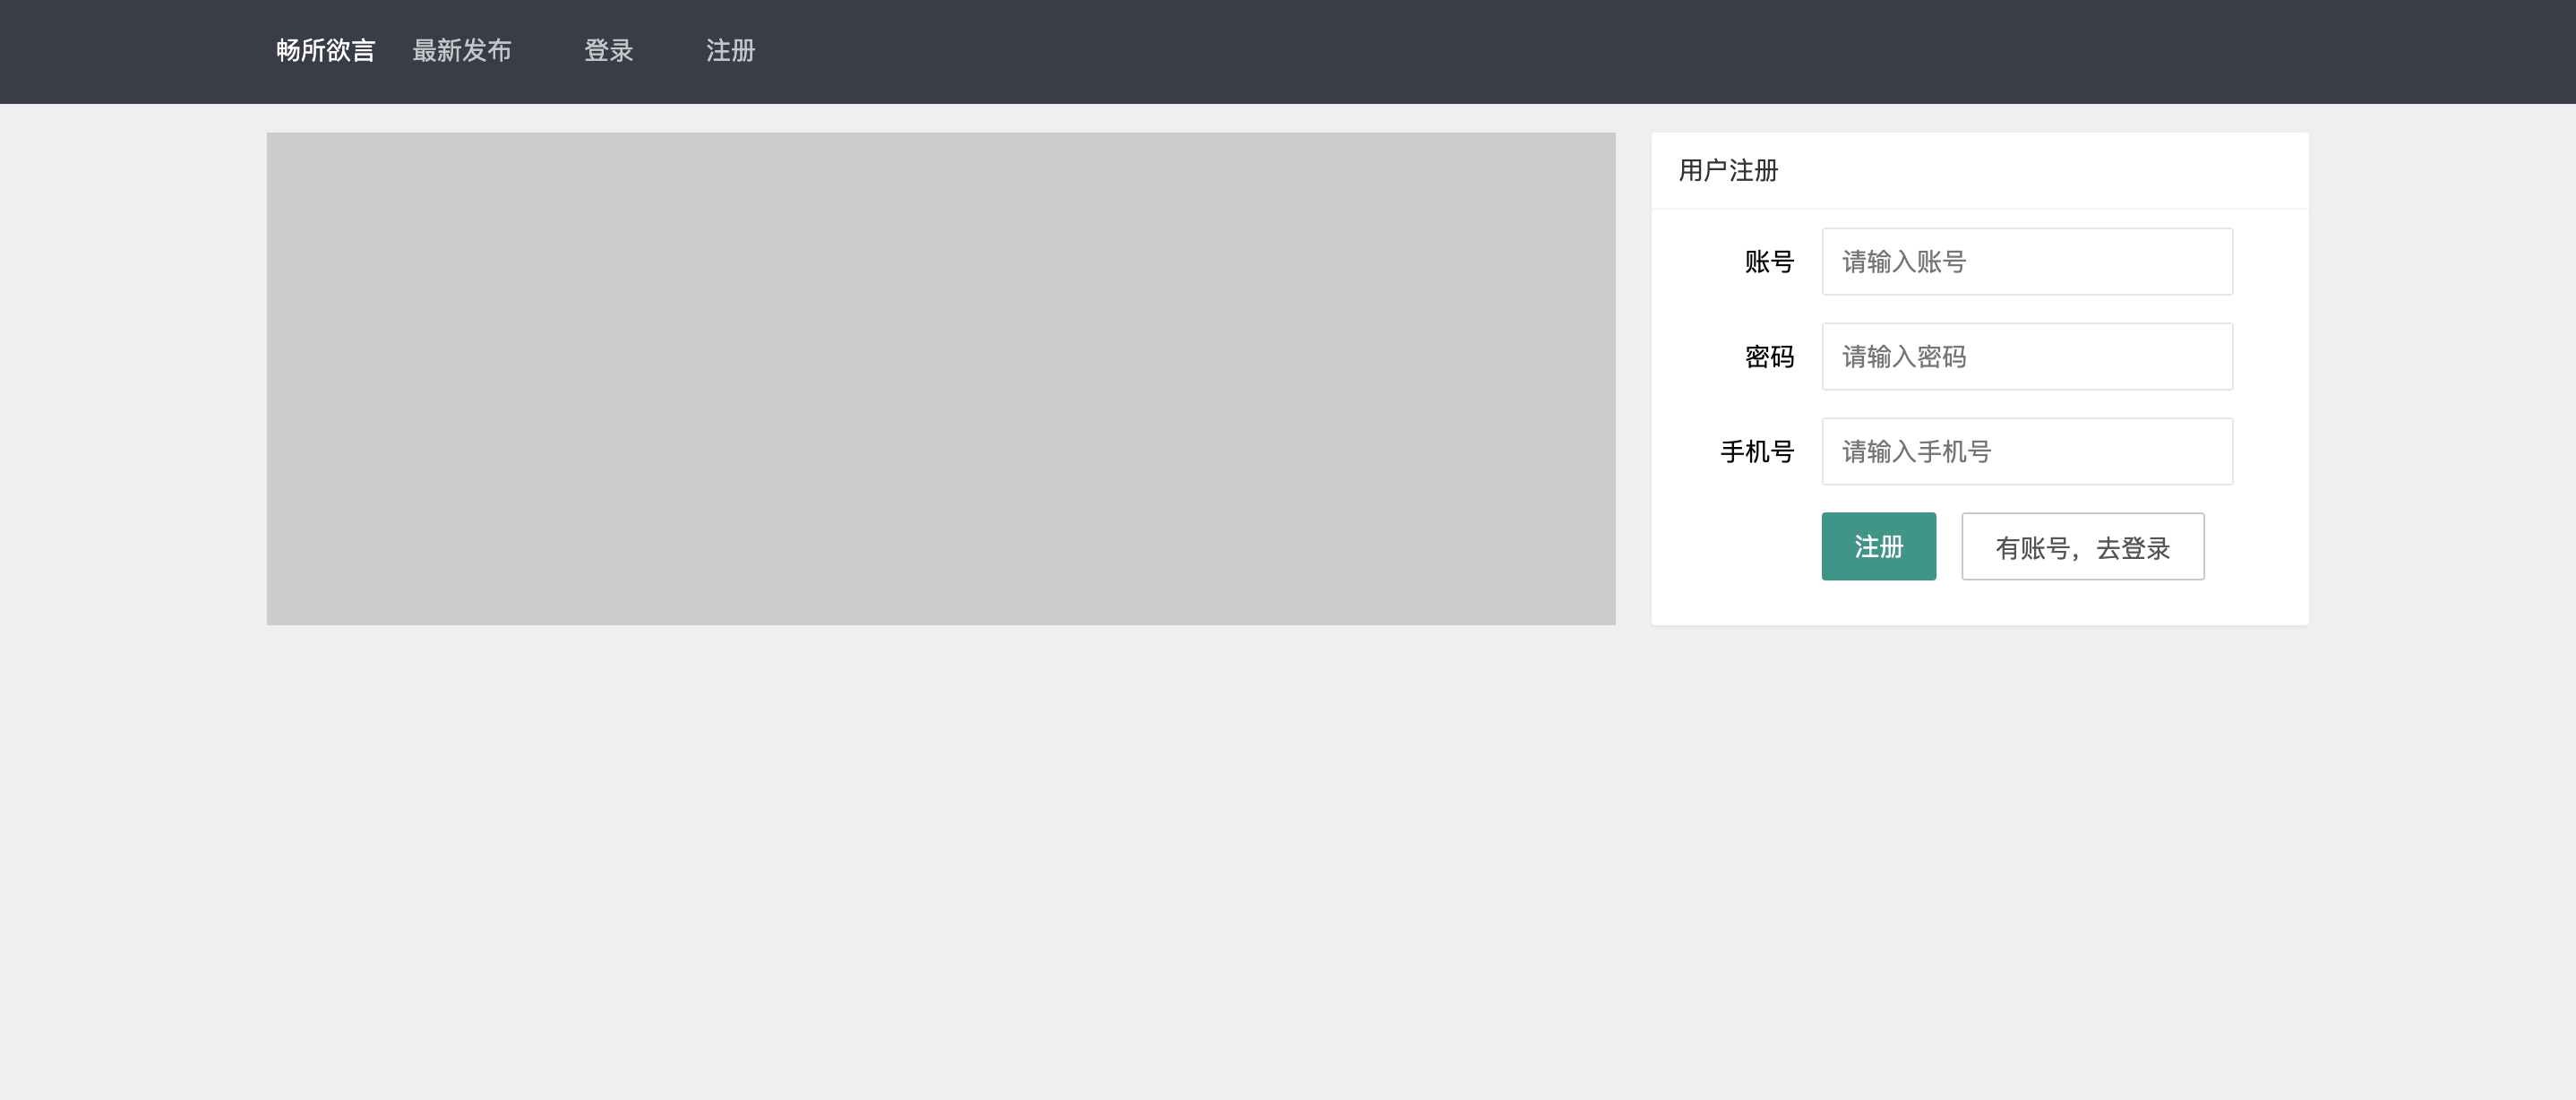 畅所欲言 最新发布 登录 注册
用户注册
账号 请输入账号
密码 请输入密码
手机号 请输入手机号
注册 有账号，去登录